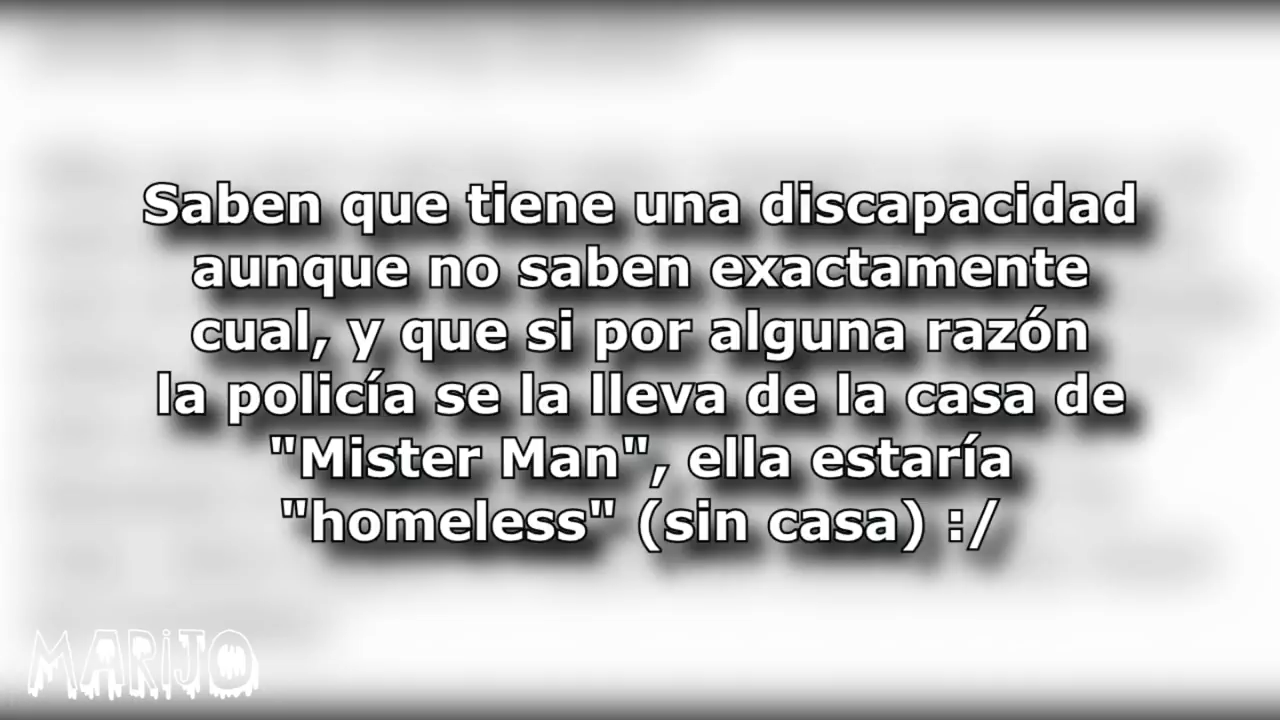 Saben que tiene una discapacidad
aunque no saben exactamente
cual, y que si por alguna razón
la policía se la lleva de la casa de
"Mister Man", ella estaría
"homeless" (sin casa) :/
MARiJO